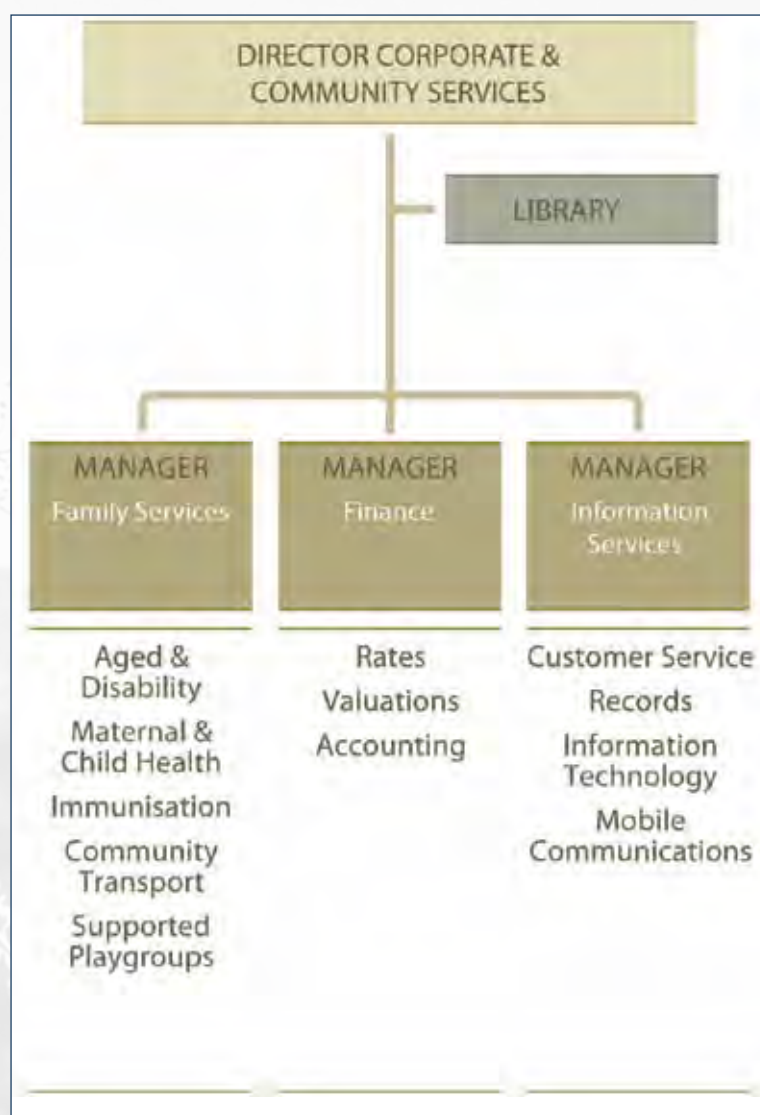 DIRECTOR CORPORATE &
COMMUNITY SERVICES
LIBRARY
MANAGER
Family Services
MANAGER
Finance
MANAGER
Information
Services
Aged &
Disability
Maternal &
Child Health
Immunisation
Community
Transport
Supported
Playgroups
Rates
Valuations
Accounting
Customer Service
Records
Information
Technology
Mobile
Communications